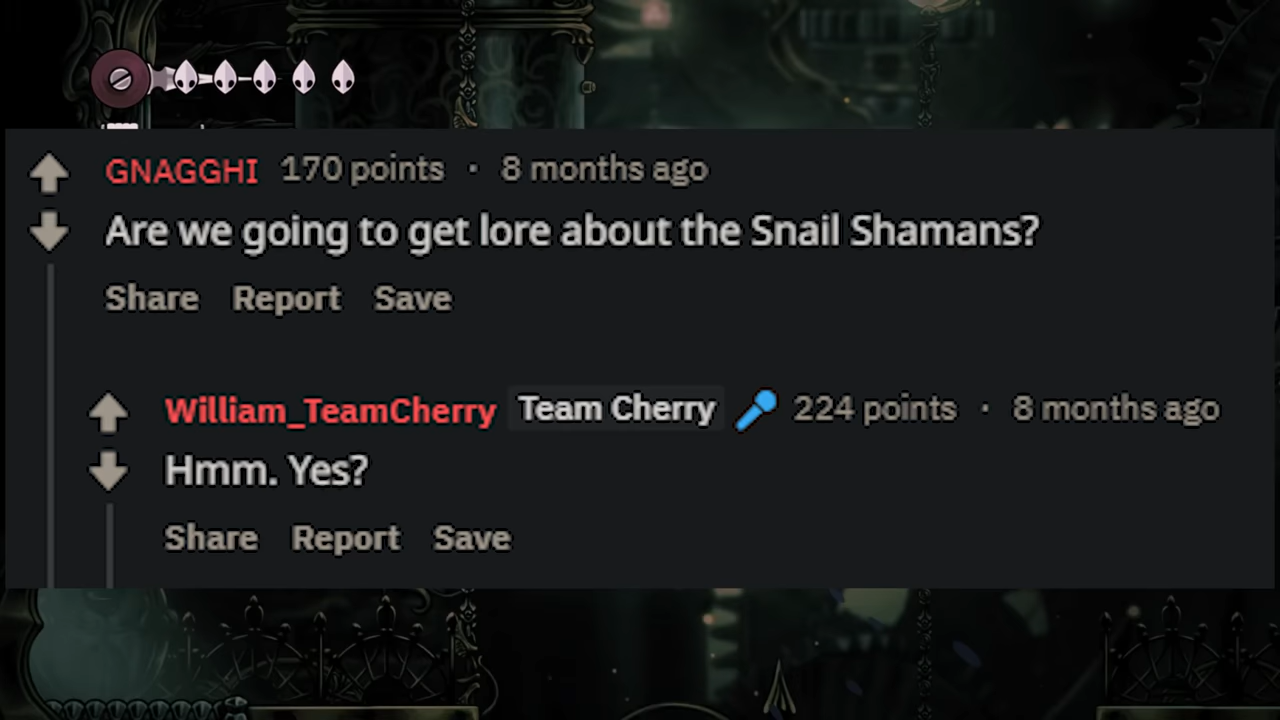 GNAGGHI 170 points · 8 months ago
Are we going to get lore about the Snail Shamans?
Share Report Save
William_TeamCherry Team Cherry 224 points · 8 months ago
Hmm. Yes?
Share Report Save